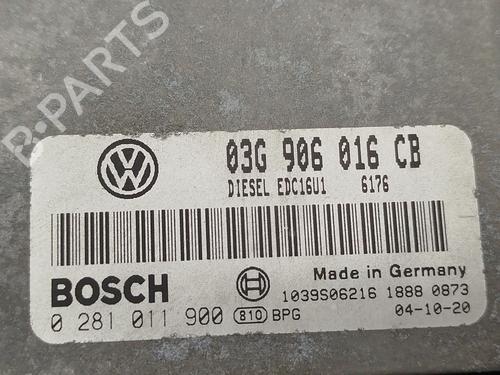 R-PARTS
VW
03G 906 016 CB
DIESEL EDC16U1 6176
BOSCH
Made in Germany
1039S06216 1888 0873
0 281 011 900 810 BPG
04-10-20